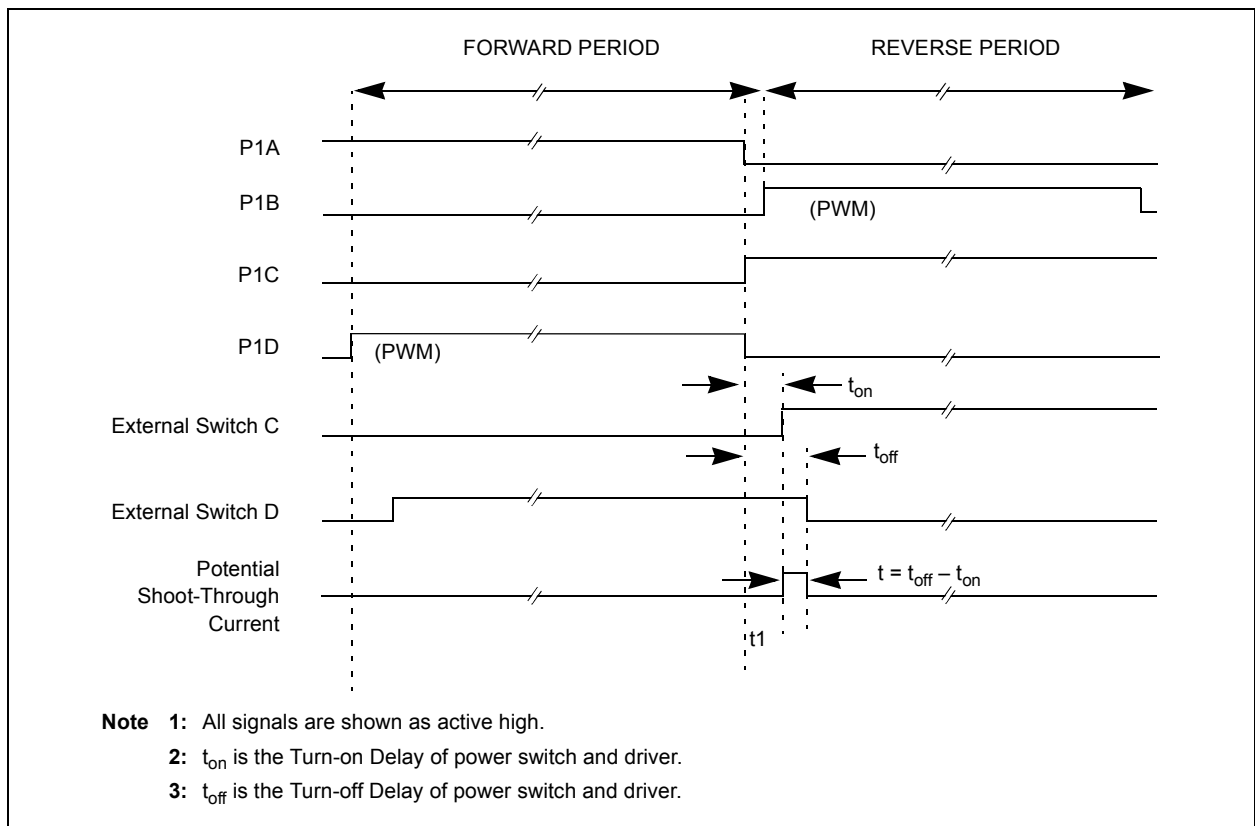 FORWARD PERIOD
REVERSE PERIOD
P1A
P1B
(PWM)
P1C
P1D
(PWM)
t_on
External Switch C
t_off
External Switch D
Potential
Shoot-Through
Current
t = t_off – t_on
t1
Note 1: All signals are shown as active high.
2: t_on is the Turn-on Delay of power switch and driver.
3: t_off is the Turn-off Delay of power switch and driver.